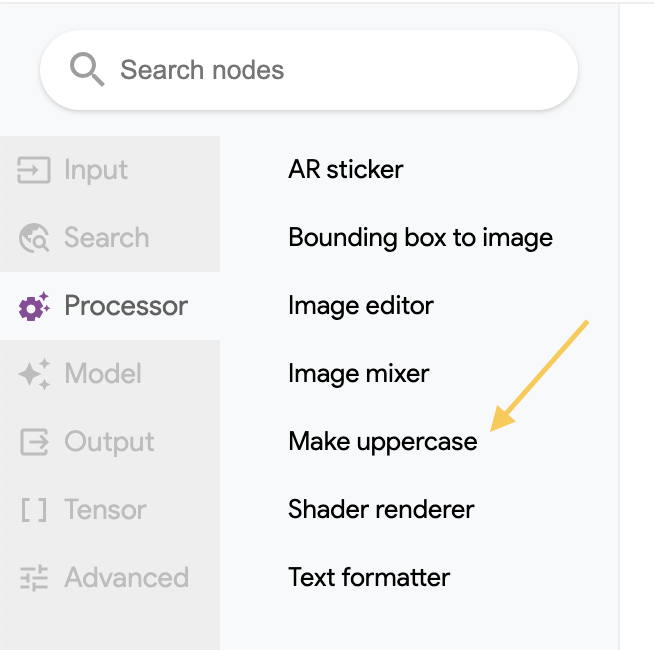 Search nodes
Input
Search
Processor
Model
Output
Tensor
Advanced
AR sticker
Bounding box to image
Image editor
Image mixer
Make uppercase
Shader renderer
Text formatter